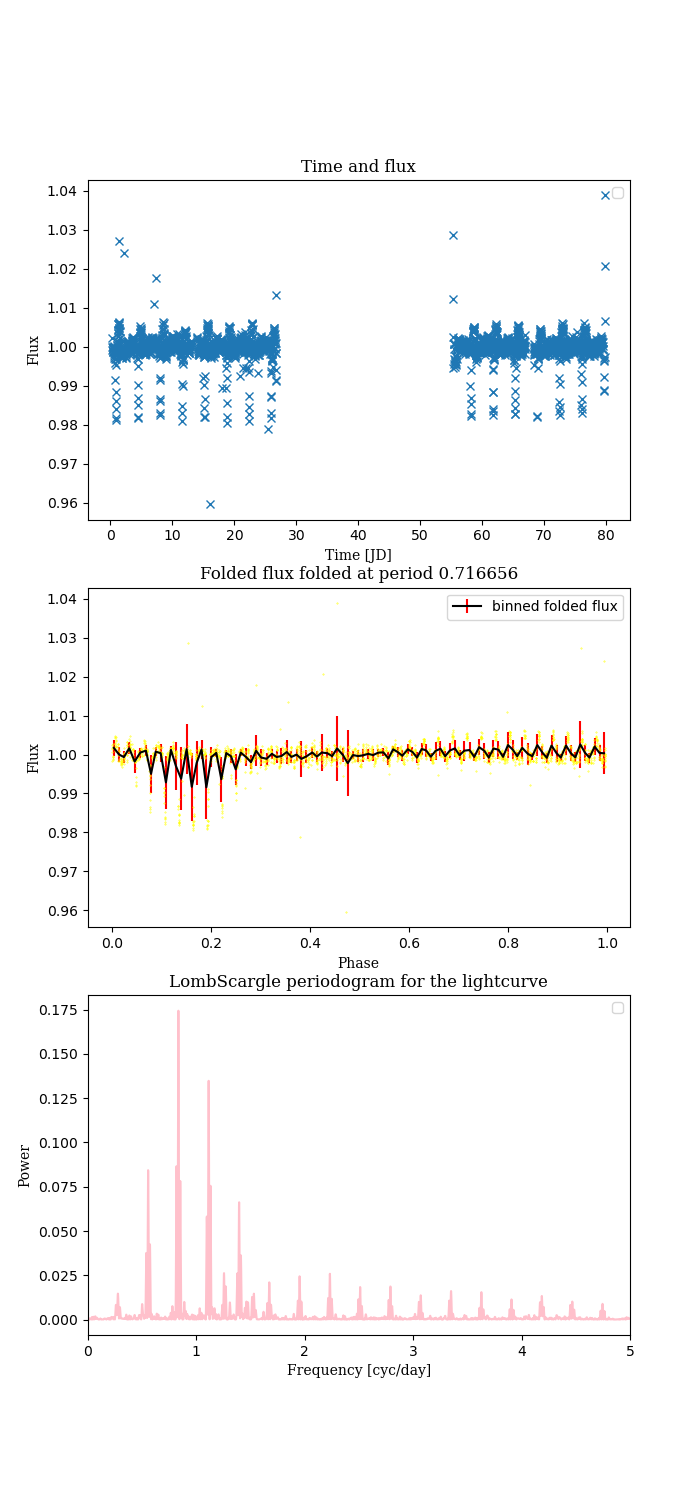 Time and flux
1.04
1.03
1.02
1.01
1.00
0.99
0.98
0.97
0.96
Flux
0 10 20 30 40 50 60 70 80
Time [JD]
Folded flux folded at period 0.716656
binned folded flux
1.04
1.03
1.02
1.01
1.00
0.99
0.98
0.97
0.96
Flux
0.0 0.2 0.4 0.6 0.8 1.0
Phase
LombScargle periodogram for the lightcurve
0.175
0.150
0.125
0.100
0.075
0.050
0.025
0.000
Power
0 1 2 3 4 5
Frequency [cyc/day]